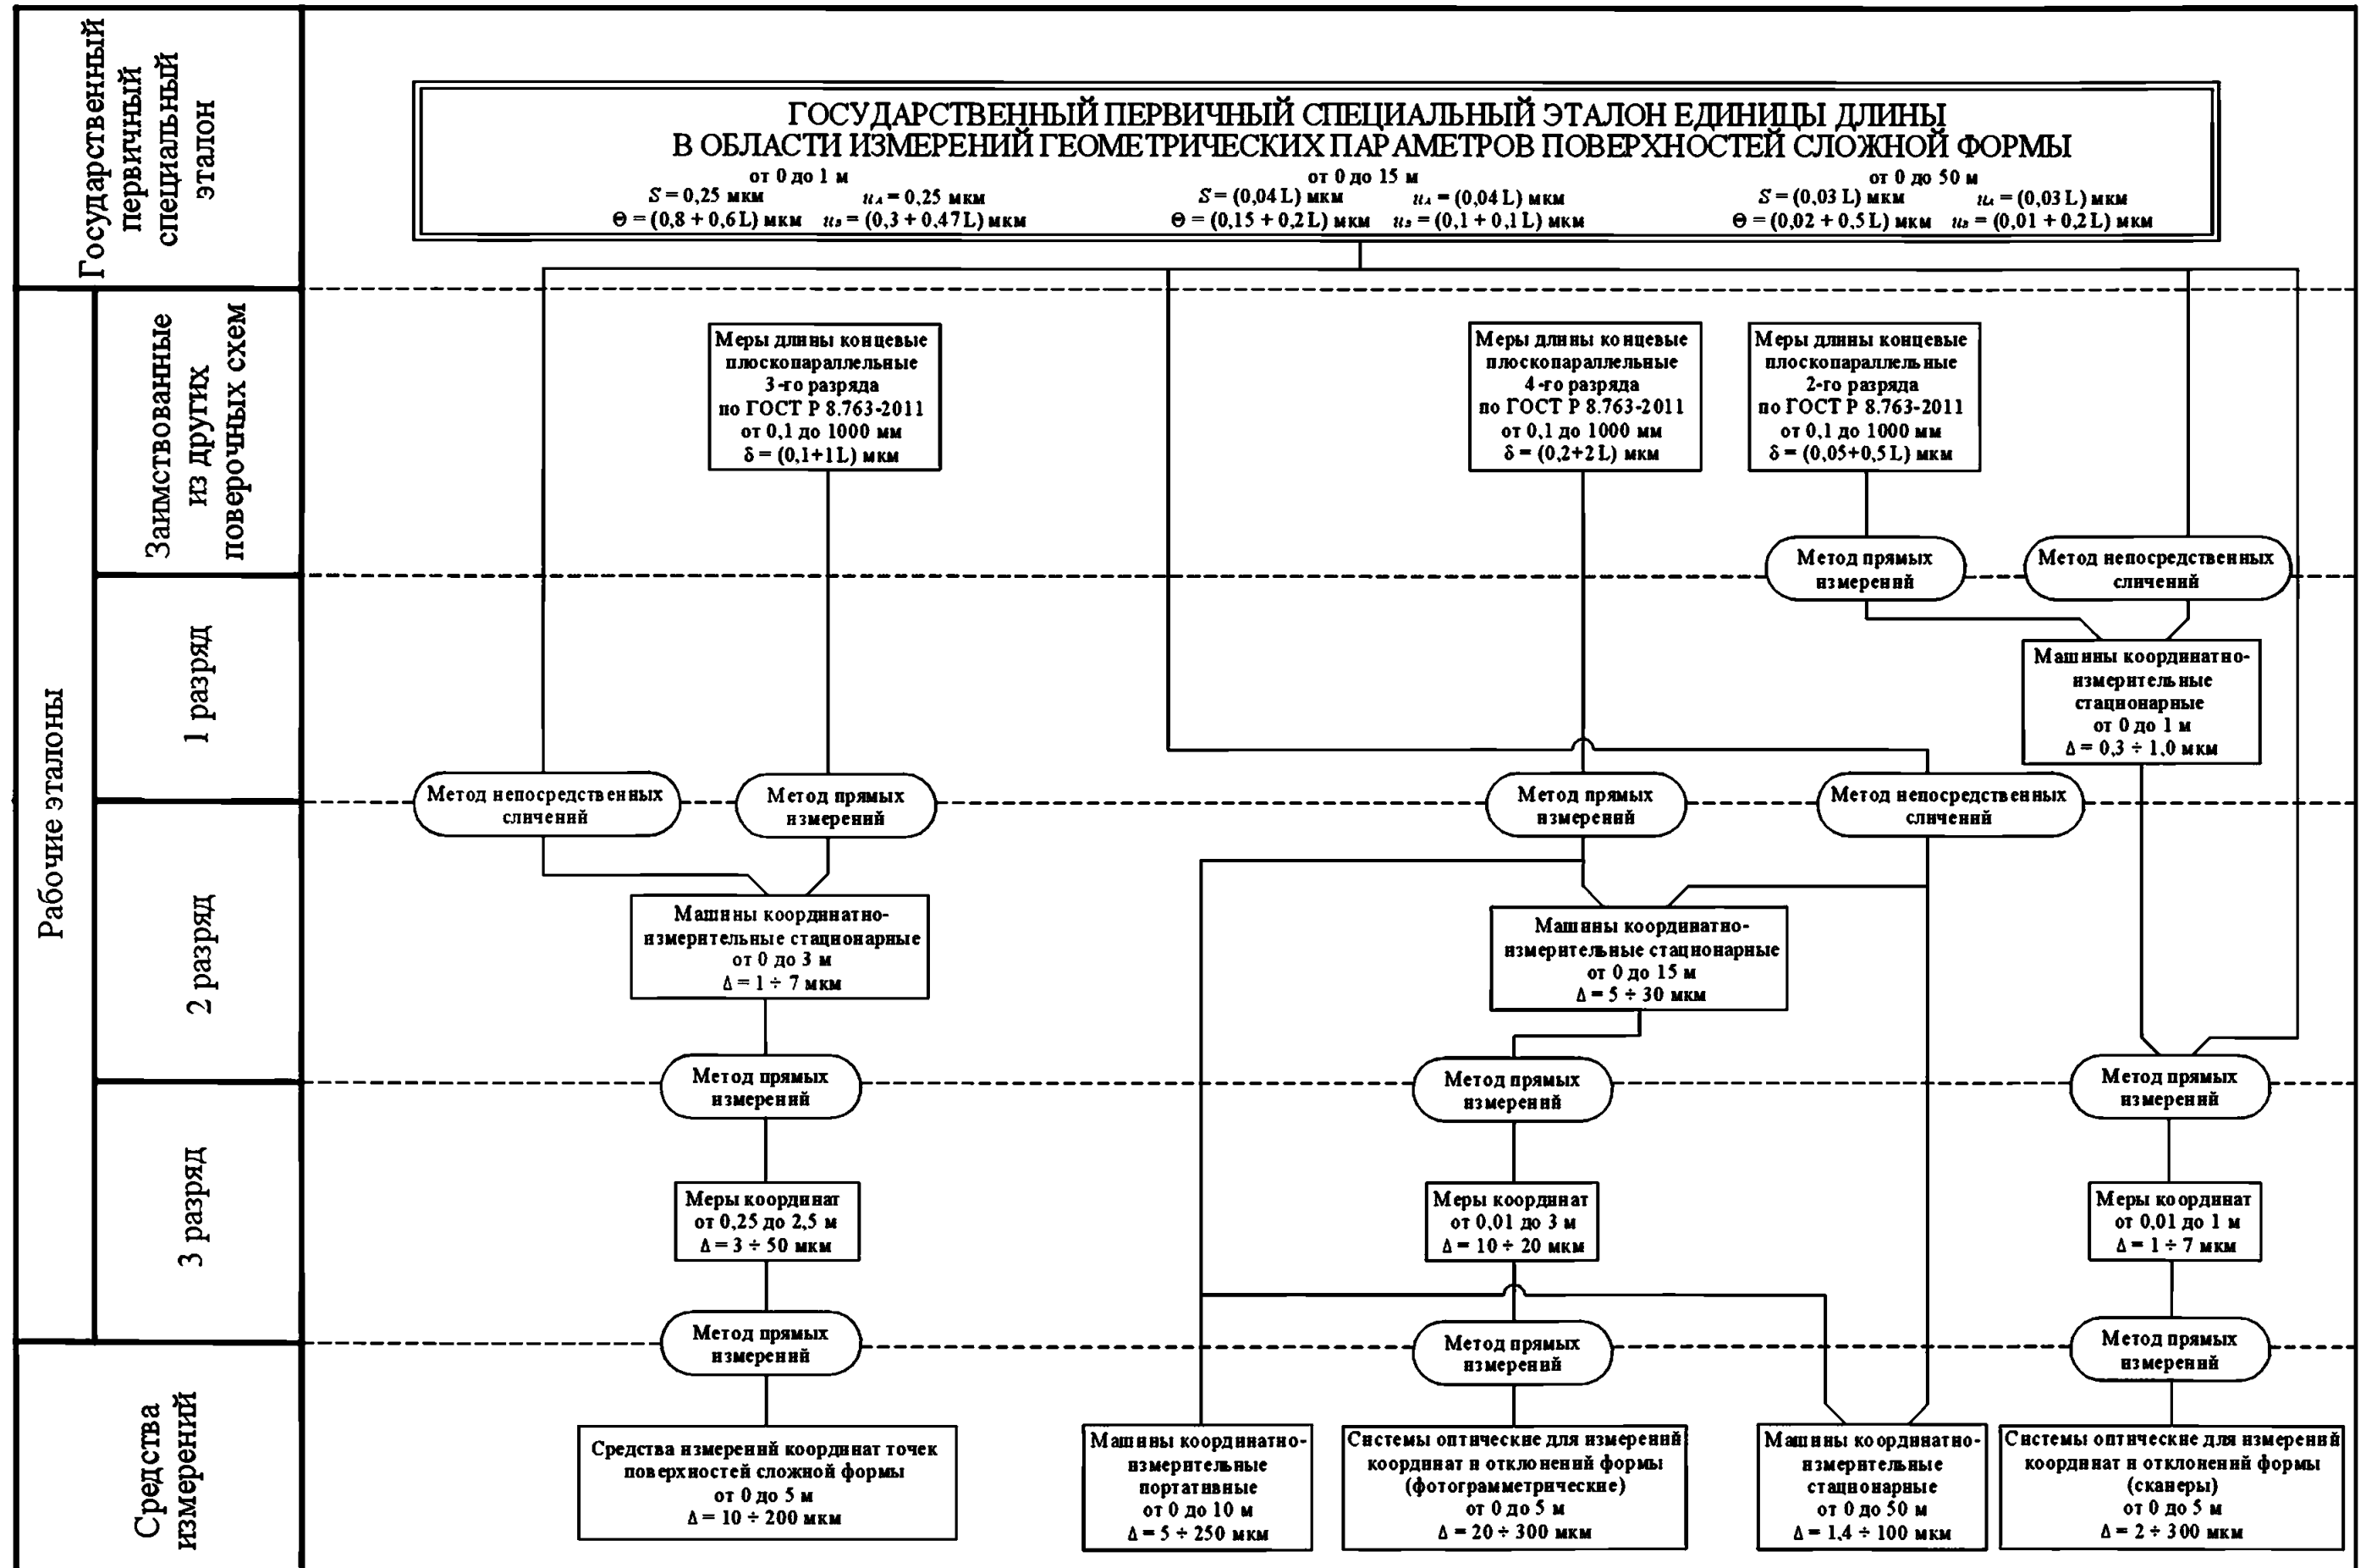 Государственный
первичный
специальный
эталон
ГОСУДАРСТВЕННЫЙ ПЕРВИЧНЫЙ СПЕЦИАЛЬНЫЙ ЭТАЛОН ЕДИНИЦЫ ДЛИНЫ
В ОБЛАСТИ ИЗМЕРЕНИЙ ГЕОМЕТРИЧЕСКИХ ПАРАМЕТРОВ ПОВЕРХНОСТЕЙ СЛОЖНОЙ ФОРМЫ
от 0 до 1 м
S = 0,25 мкм u_A = 0,25 мкм
Θ = (0,8 + 0,6 L) мкм u_B = (0,3 + 0,47 L) мкм
от 0 до 15 м
S = (0,04 L) мкм u_A = (0,04 L) мкм
Θ = (0,15 + 0,2 L) мкм u_B = (0,1 + 0,1 L) мкм
от 0 до 50 м
S = (0,03 L) мкм u_A = (0,03 L) мкм
Θ = (0,02 + 0,5 L) мкм u_B = (0,01 + 0,2 L) мкм
Рабочие эталоны
Заимствованные
из других
поверочных схем
Меры длины концевые
плоскопараллельные
3-го разряда
по ГОСТ Р 8.763-2011
от 0,1 до 1000 мм
δ = (0,1+1L) мкм
Меры длины концевые
плоскопараллельные
4-го разряда
по ГОСТ Р 8.763-2011
от 0,1 до 1000 мм
δ = (0,2+2 L) мкм
Меры длины концевые
плоскопараллельные
2-го разряда
по ГОСТ Р 8.763-2011
от 0,1 до 1000 мм
δ = (0,05+0,5 L) мкм
Метод прямых
измерений
Метод непосредственных
сличений
1 разряд
Машины координатно-
измерительные
стационарные
от 0 до 1 м
Δ = 0,3 ÷ 1,0 мкм
Метод непосредственных
сличений
Метод прямых
измерений
Метод прямых
измерений
Метод непосредственных
сличений
2 разряд
Машины координатно-
измерительные стационарные
от 0 до 3 м
Δ = 1 ÷ 7 мкм
Машины координатно-
измерительные стационарные
от 0 до 15 м
Δ = 5 ÷ 30 мкм
Метод прямых
измерений
Метод прямых
измерений
Метод прямых
измерений
3 разряд
Меры координат
от 0,25 до 2,5 м
Δ = 3 ÷ 50 мкм
Меры координат
от 0,01 до 3 м
Δ = 10 ÷ 20 мкм
Меры координат
от 0,01 до 1 м
Δ = 1 ÷ 7 мкм
Метод прямых
измерений
Метод прямых
измерений
Метод прямых
измерений
Средства
измерений
Средства измерений координат точек
поверхностей сложной формы
от 0 до 5 м
Δ = 10 ÷ 200 мкм
Машины координатно-
измерительные
портативные
от 0 до 10 м
Δ = 5 ÷ 250 мкм
Системы оптические для измерений
координат и отклонений формы
(фотограмметрические)
от 0 до 5 м
Δ = 20 ÷ 300 мкм
Машины координатно-
измерительные
стационарные
от 0 до 50 м
Δ = 1,4 ÷ 100 мкм
Системы оптические для измерений
координат и отклонений формы
(сканеры)
от 0 до 5 м
Δ = 2 ÷ 300 мкм